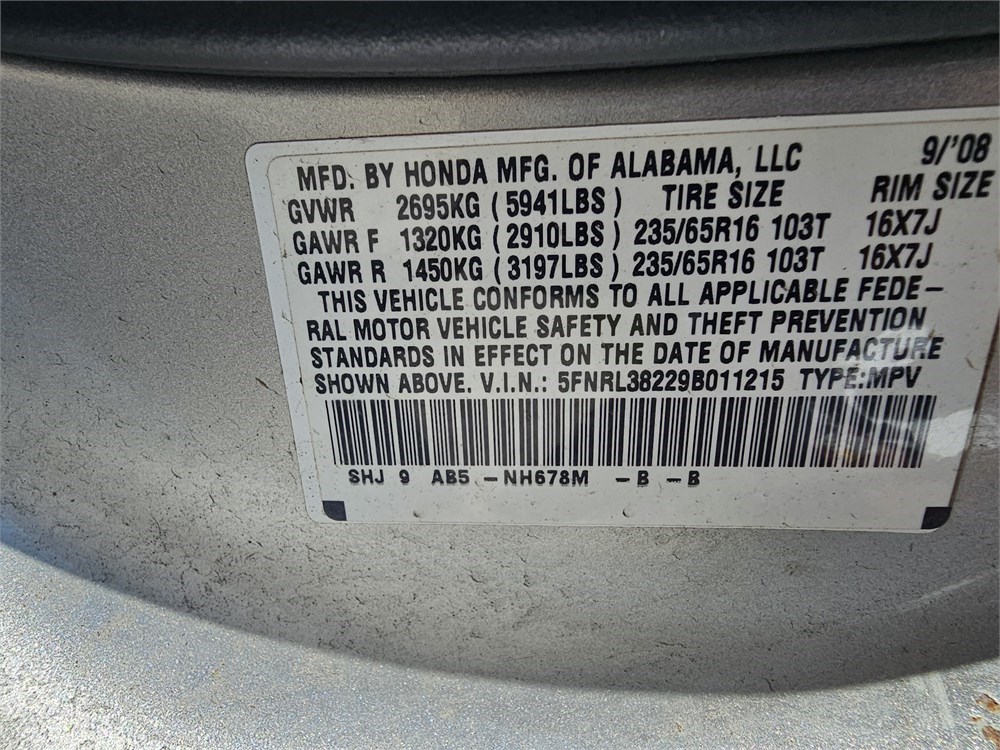 MFD. BY HONDA MFG. OF ALABAMA, LLC 9/'08
GVWR 2695KG ( 5941LBS ) TIRE SIZE RIM SIZE
GAWR F 1320KG ( 2910LBS ) 235/65R16 103T 16X7J
GAWR R 1450KG ( 3197LBS ) 235/65R16 103T 16X7J
THIS VEHICLE CONFORMS TO ALL APPLICABLE FEDE-
RAL MOTOR VEHICLE SAFETY AND THEFT PREVENTION
STANDARDS IN EFFECT ON THE DATE OF MANUFACTURE
SHOWN ABOVE. V.I.N.: 5FNRL38229B011215 TYPE:MPV
SHJ 9 AB5 -NH678M -B -B